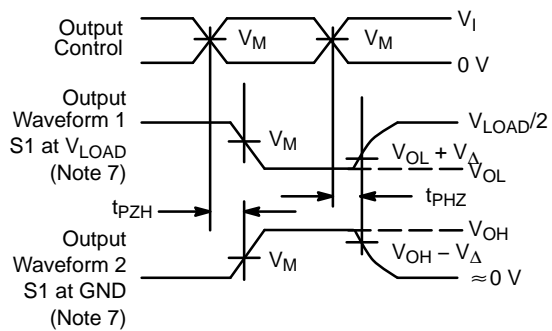 Output
Control
V_M
V_M
V_I
0 V
Output
Waveform 1
S1 at V_LOAD
(Note 7)
V_M
V_LOAD/2
V_OL + V_Δ
V_OL
t_PZH
t_PHZ
Output
Waveform 2
S1 at GND
(Note 7)
V_M
V_OH
V_OH – V_Δ
≈0 V